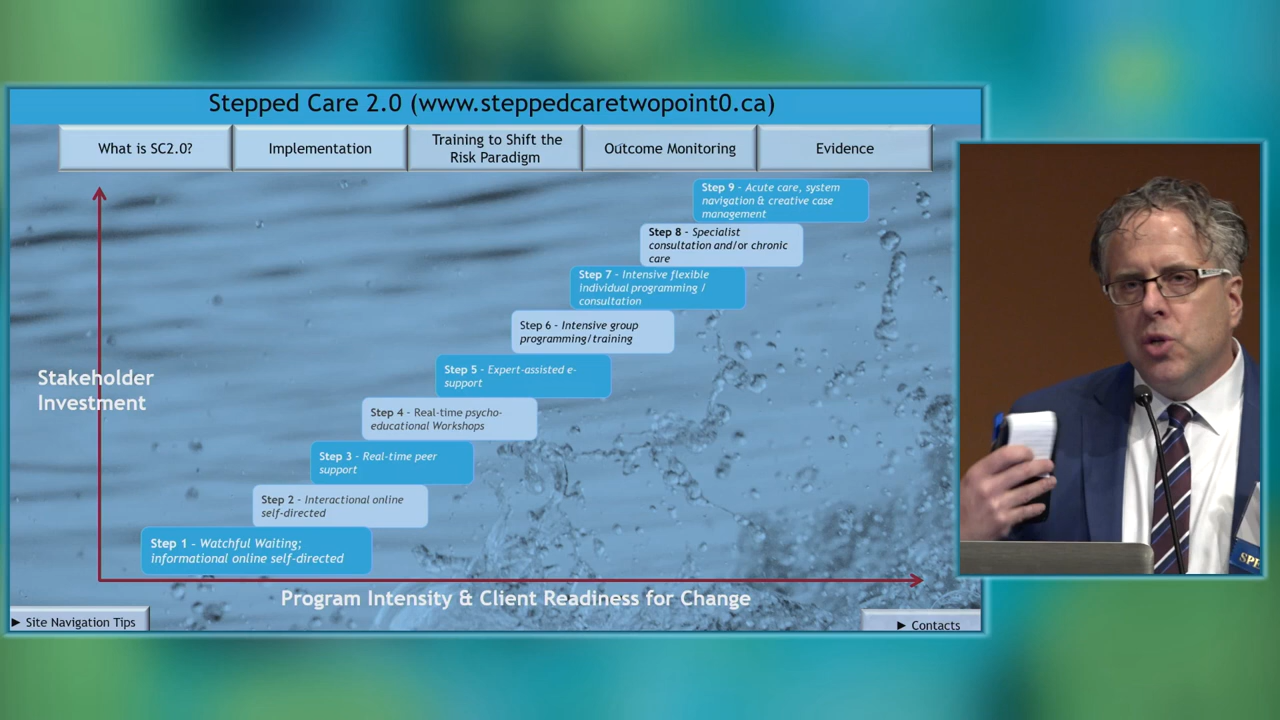 Stepped Care 2.0 (www.steppedcaretwopoint0.ca)
What is SC2.0?
Implementation
Training to Shift the
Risk Paradigm
Outcome Monitoring
Evidence
Step 9 – Acute care, system
navigation & creative case
management
Step 8 – Specialist
consultation and/or chronic
care
Step 7 – Intensive flexible
individual programming /
consultation
Step 6 – Intensive group
programming/training
Step 5 – Expert-assisted e-
support
Stakeholder
Investment
Step 4 – Real-time psycho-
educational Workshops
Step 3 – Real-time peer
support
Step 2 – Interactional online
self-directed
Step 1 – Watchful Waiting;
informational online self-directed
Program Intensity & Client Readiness for Change
► Site Navigation Tips
► Contacts